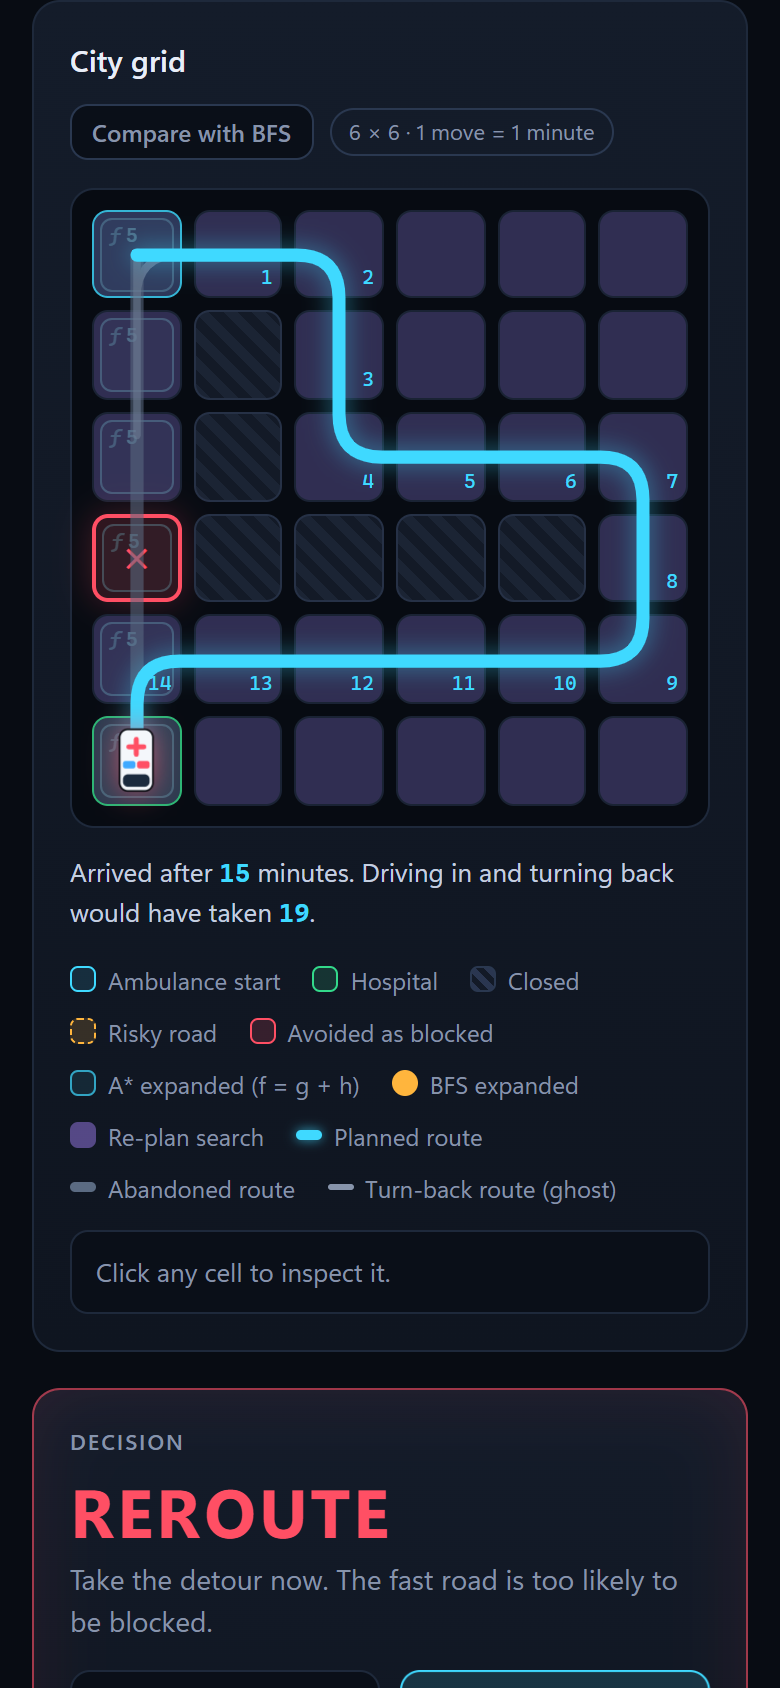 City grid
Compare with BFS
6 × 6 · 1 move = 1 minute
ƒ5
1
2
ƒ5
3
ƒ5
4
5
6
7
ƒ5
×
8
ƒ5
14
13
12
11
10
9
Arrived after 15 minutes. Driving in and turning back
would have taken 19.
Ambulance start
Hospital
Closed
Risky road
Avoided as blocked
A* expanded (f = g + h)
BFS expanded
Re-plan search
Planned route
Abandoned route
Turn-back route (ghost)
Click any cell to inspect it.
DECISION
REROUTE
Take the detour now. The fast road is too likely to
be blocked.